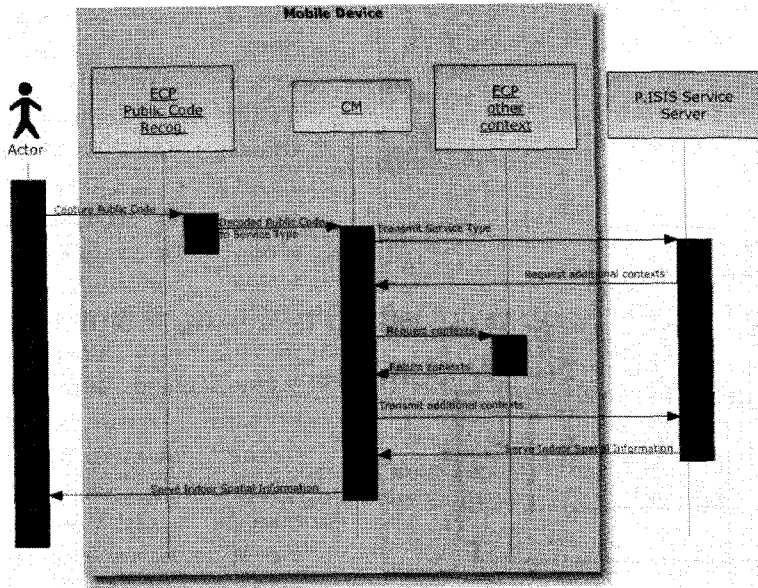 Mobile Device
ECP
Public Code
Recog.
CM
ECP
other
context
P.ISIS Service
Server
Actor
Capture Public Code
Decoded Public Code
to Service Type
Transmit Service Type
Request additional contexts
Request contexts
Return contexts
Transmit additional contexts
Serve Indoor Spatial Information
Serve Indoor Spatial Information